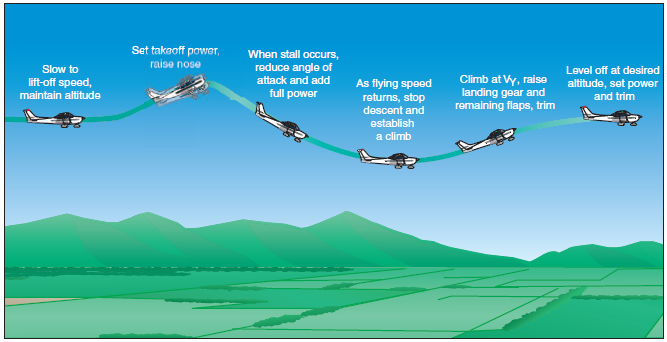 Slow to
lift-off speed,
maintain altitude
Set takeoff power,
raise nose
When stall occurs,
reduce angle of
attack and add
full power
As flying speed
returns, stop
descent and
establish
a climb
Climb at VY, raise
landing gear and
remaining flaps, trim
Level off at desired
altitude, set power
and trim